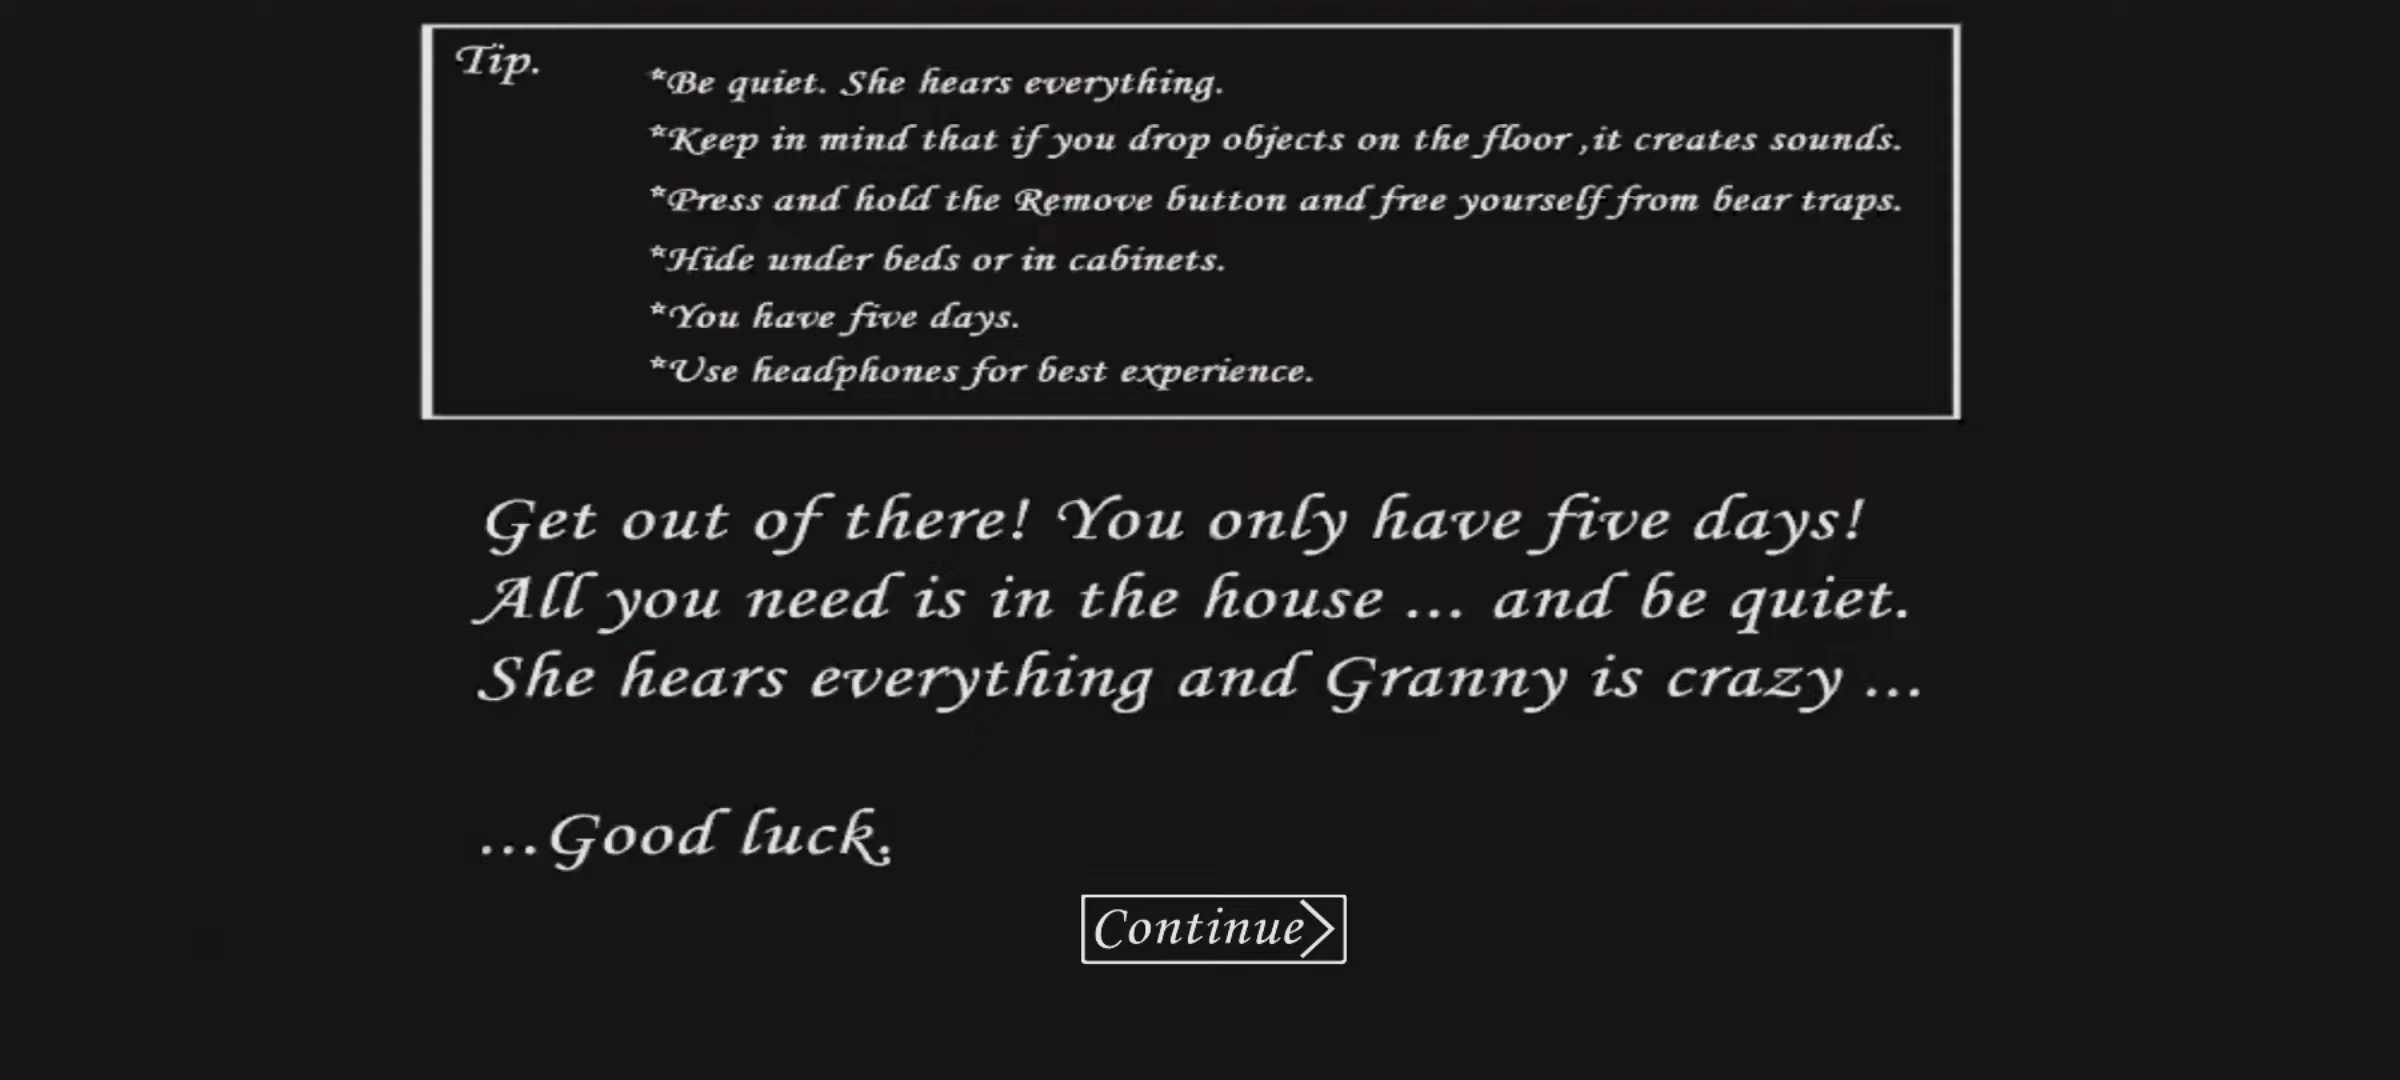 Tip.
*Be quiet. She hears everything.
*Keep in mind that if you drop objects on the floor ,it creates sounds.
*Press and hold the Remove button and free yourself from bear traps.
*Hide under beds or in cabinets.
*You have five days.
*Use headphones for best experience.
Get out of there! You only have five days!
All you need is in the house ... and be quiet.
She hears everything and Granny is crazy ...
...Good luck.
Continue